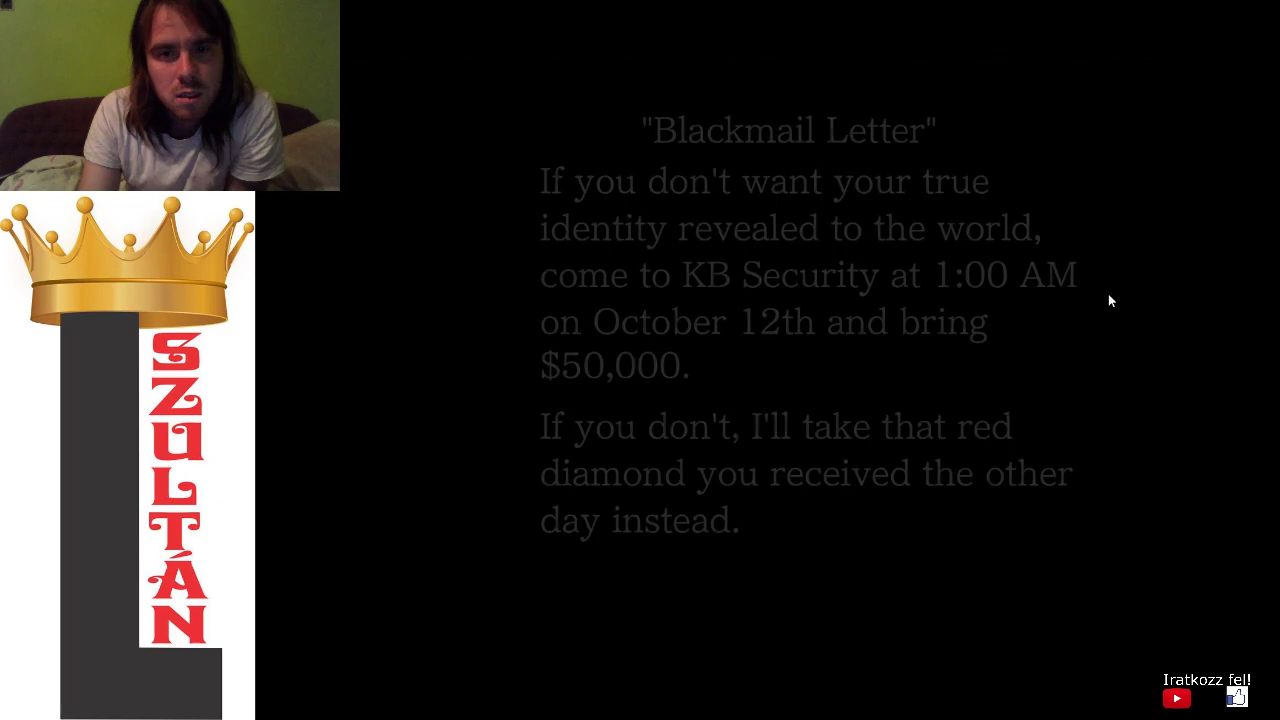 "Blackmail Letter"
If you don't want your true
identity revealed to the world,
come to KB Security at 1:00 AM
on October 12th and bring
$50,000.
If you don't, I'll take that red
diamond you received the other
day instead.
L
SZULTÁN
Iratkozz fel!